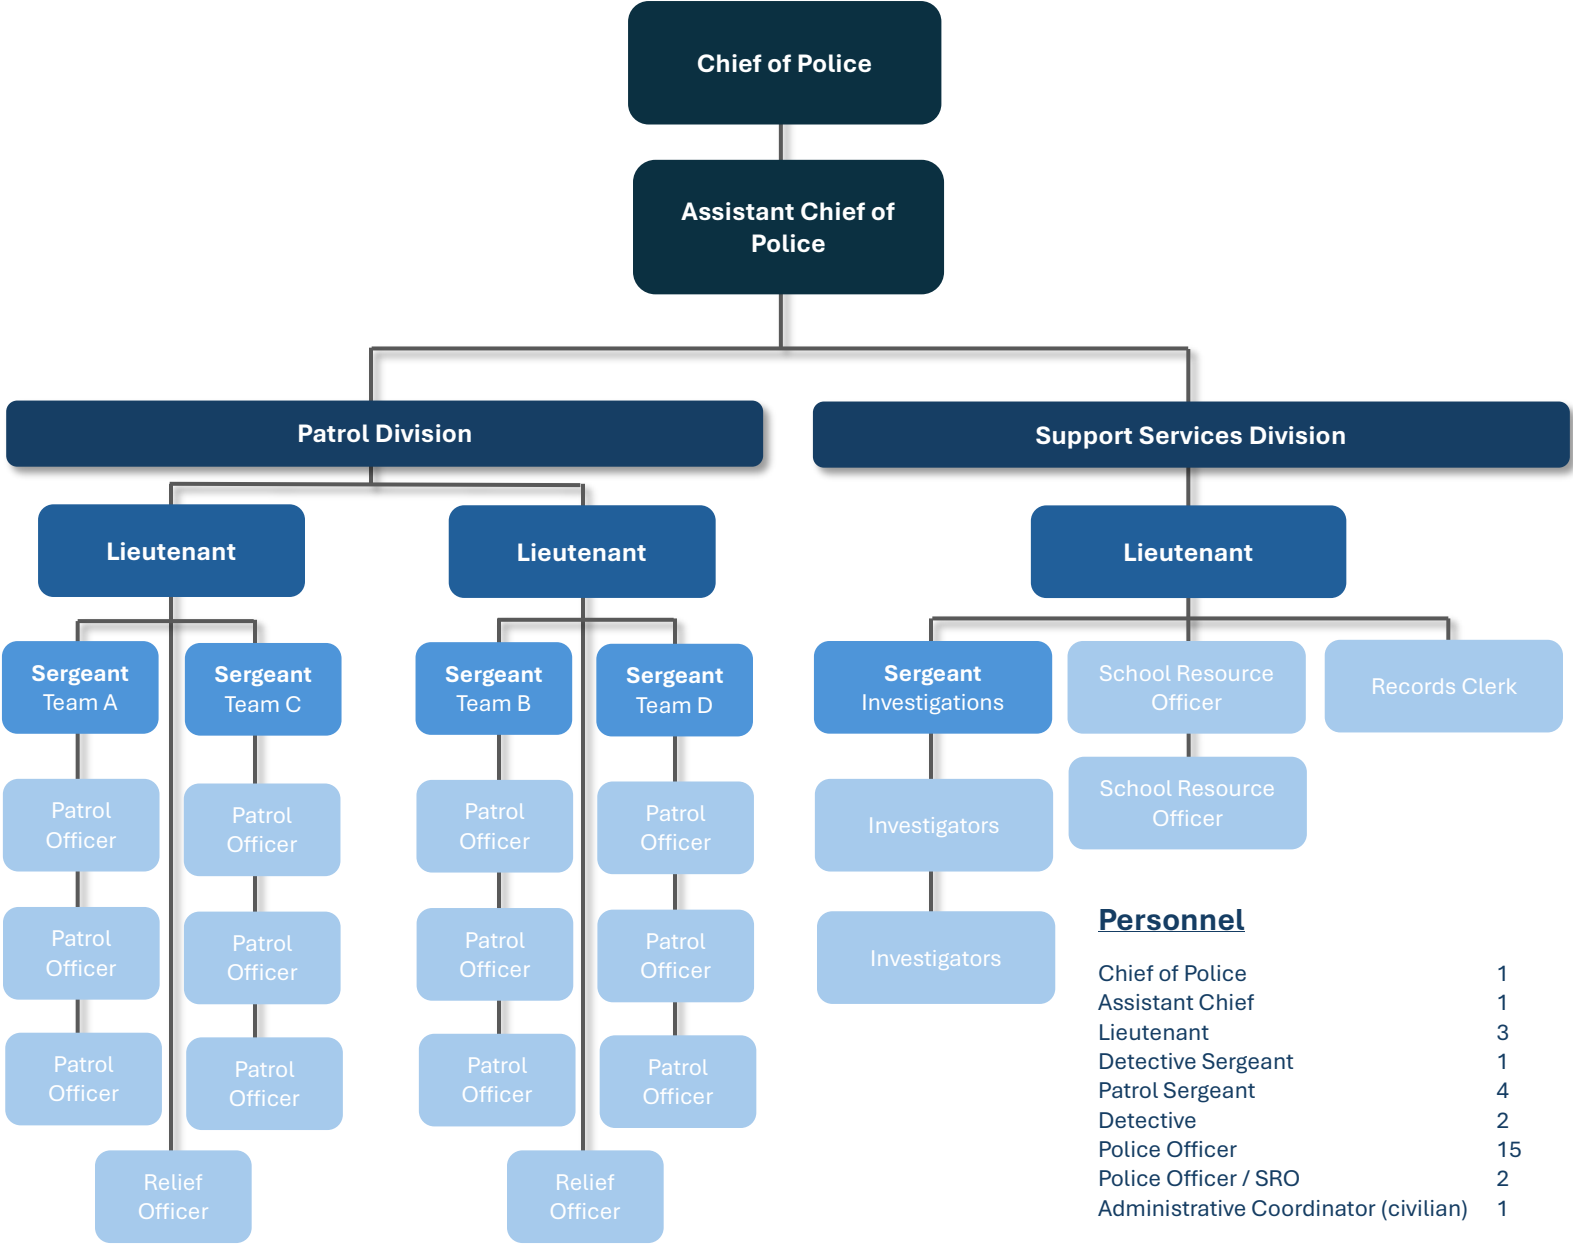 Chief of Police
Assistant Chief of
Police
Patrol Division
Support Services Division
Lieutenant
Lieutenant
Lieutenant
Sergeant
Team A
Sergeant
Team C
Sergeant
Team B
Sergeant
Team D
Sergeant
Investigations
School Resource
Officer
Records Clerk
Patrol
Officer
Patrol
Officer
Patrol
Officer
Patrol
Officer
Investigators
School Resource
Officer
Patrol
Officer
Patrol
Officer
Patrol
Officer
Patrol
Officer
Investigators
Patrol
Officer
Patrol
Officer
Patrol
Officer
Patrol
Officer
Relief
Officer
Relief
Officer
Personnel
Chief of Police 1
Assistant Chief 1
Lieutenant 3
Detective Sergeant 1
Patrol Sergeant 4
Detective 2
Police Officer 15
Police Officer / SRO 2
Administrative Coordinator (civilian) 1